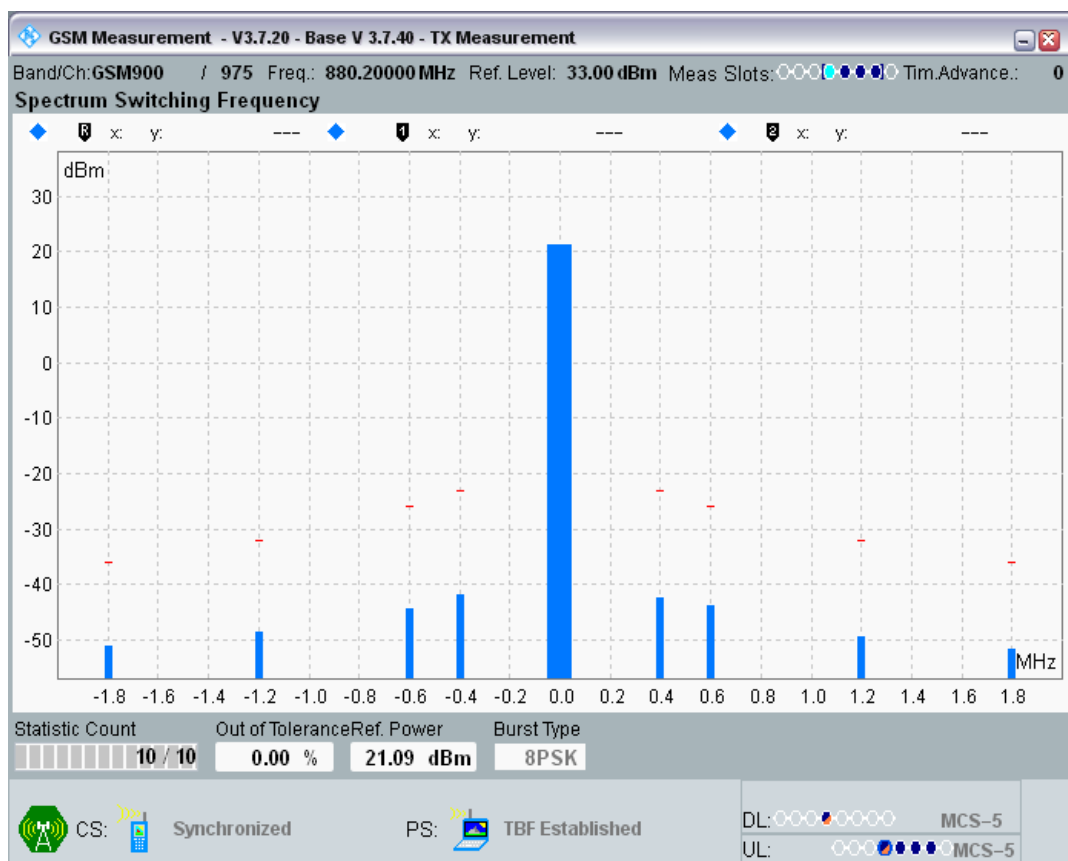 GSM Measurement - V3.7.20 - Base V 3.7.40 - TX Measurement
Band/Ch:GSM900 / 975 Freq.: 880.20000 MHz Ref. Level: 33.00 dBm Meas Slots: Tim.Advance.: 0
Spectrum Switching Frequency
R x: y: --- 1 x: y: --- 2 x: y: ---
dBm
30
20
10
0
-10
-20
-30
-40
-50
MHz
-1.8 -1.6 -1.4 -1.2 -1.0 -0.8 -0.6 -0.4 -0.2 0.0 0.2 0.4 0.6 0.8 1.0 1.2 1.4 1.6 1.8
Statistic Count Out of Tolerance Ref. Power Burst Type
10 / 10 0.00 % 21.09 dBm 8PSK
CS: Synchronized PS: TBF Established
DL: MCS-5
UL: MCS-5